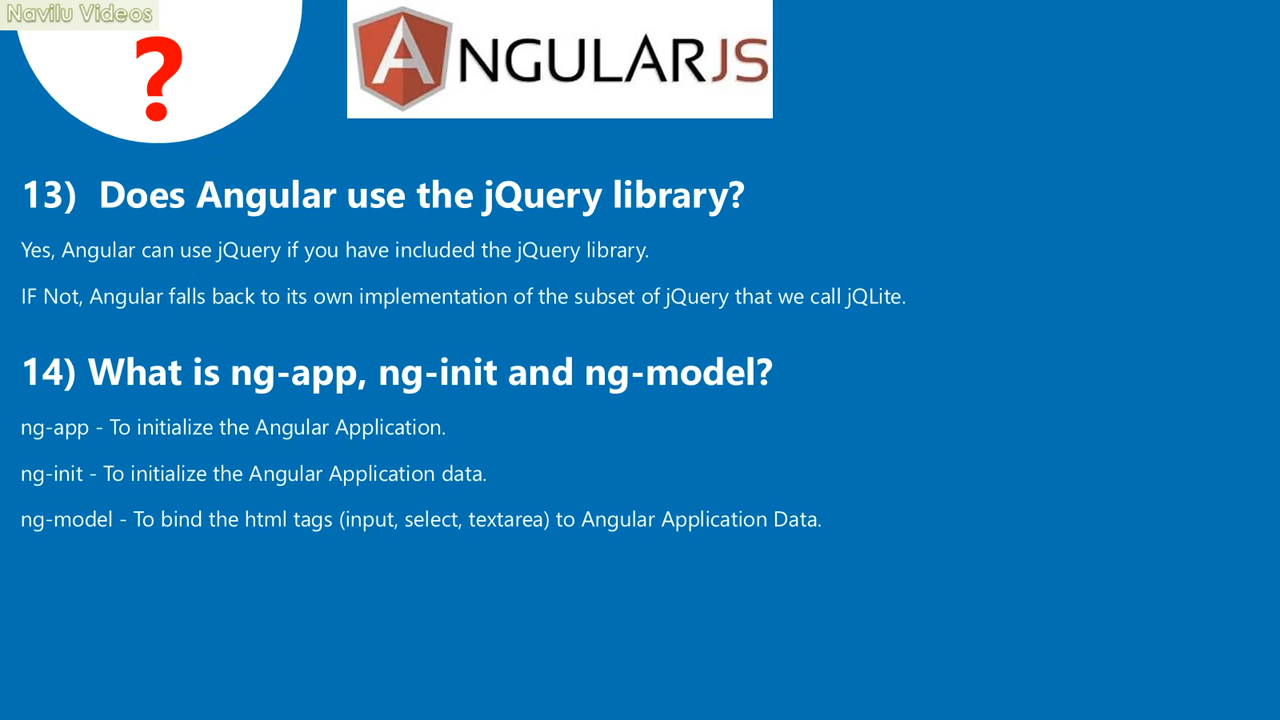 Navilu Videos
?
ANGULARJS
13) Does Angular use the jQuery library?
Yes, Angular can use jQuery if you have included the jQuery library.
IF Not, Angular falls back to its own implementation of the subset of jQuery that we call jQLite.
14) What is ng-app, ng-init and ng-model?
ng-app - To initialize the Angular Application.
ng-init - To initialize the Angular Application data.
ng-model - To bind the html tags (input, select, textarea) to Angular Application Data.